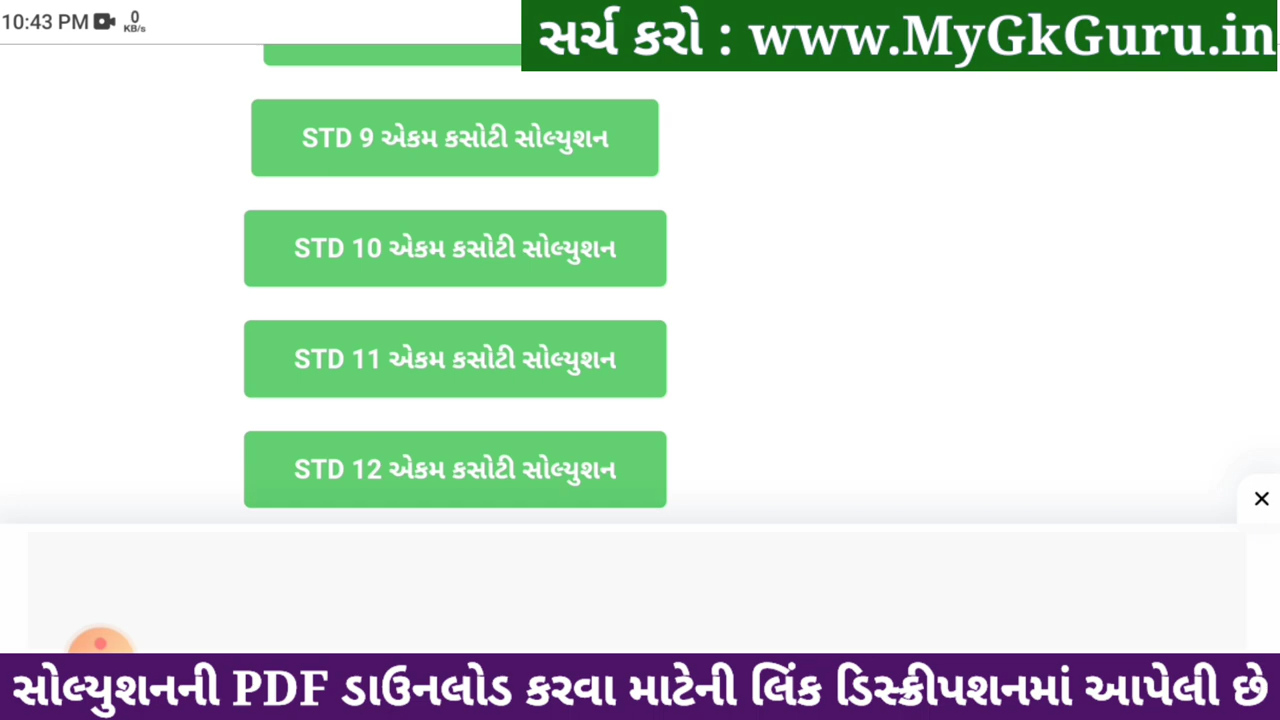 10:43 PM 0 KB/s
સર્ચ કરો : www.MyGkGuru.in
STD 9 એકમ કસોટી સોલ્યુશન
STD 10 એકમ કસોટી સોલ્યુશન
STD 11 એકમ કસોટી સોલ્યુશન
STD 12 એકમ કસોટી સોલ્યુશન
સોલ્યુશનની PDF ડાઉનલોડ કરવા માટેની લિંક ડિસ્ક્રીપશનમાં આપેલી છે